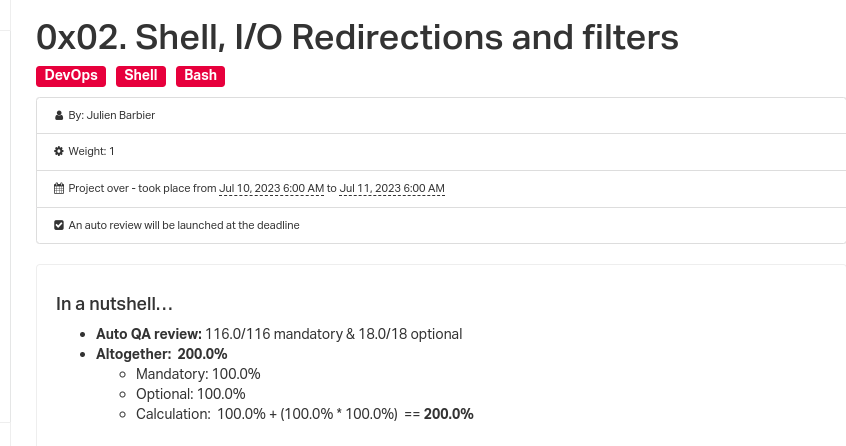 0x02. Shell, I/O Redirections and filters
DevOps Shell Bash
By: Julien Barbier
Weight: 1
Project over - took place from Jul 10, 2023 6:00 AM to Jul 11, 2023 6:00 AM
An auto review will be launched at the deadline
In a nutshell…
Auto QA review: 116.0/116 mandatory & 18.0/18 optional
Altogether: 200.0%
Mandatory: 100.0%
Optional: 100.0%
Calculation: 100.0% + (100.0% * 100.0%) == 200.0%